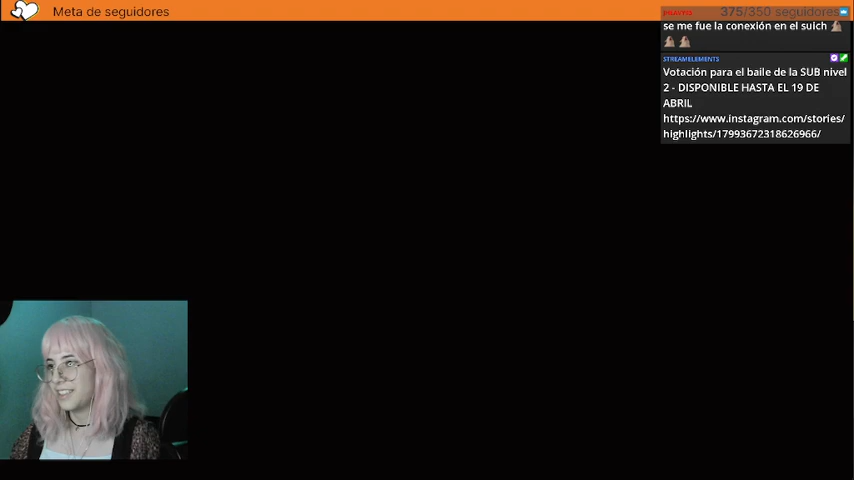 Meta de seguidores
375/350 seguidores
se me fue la conexión en el suich
STREAMELEMENTS
Votación para el baile de la SUB nivel
2 - DISPONIBLE HASTA EL 19 DE
ABRIL
https://www.instagram.com/stories/
highlights/17993672318626966/